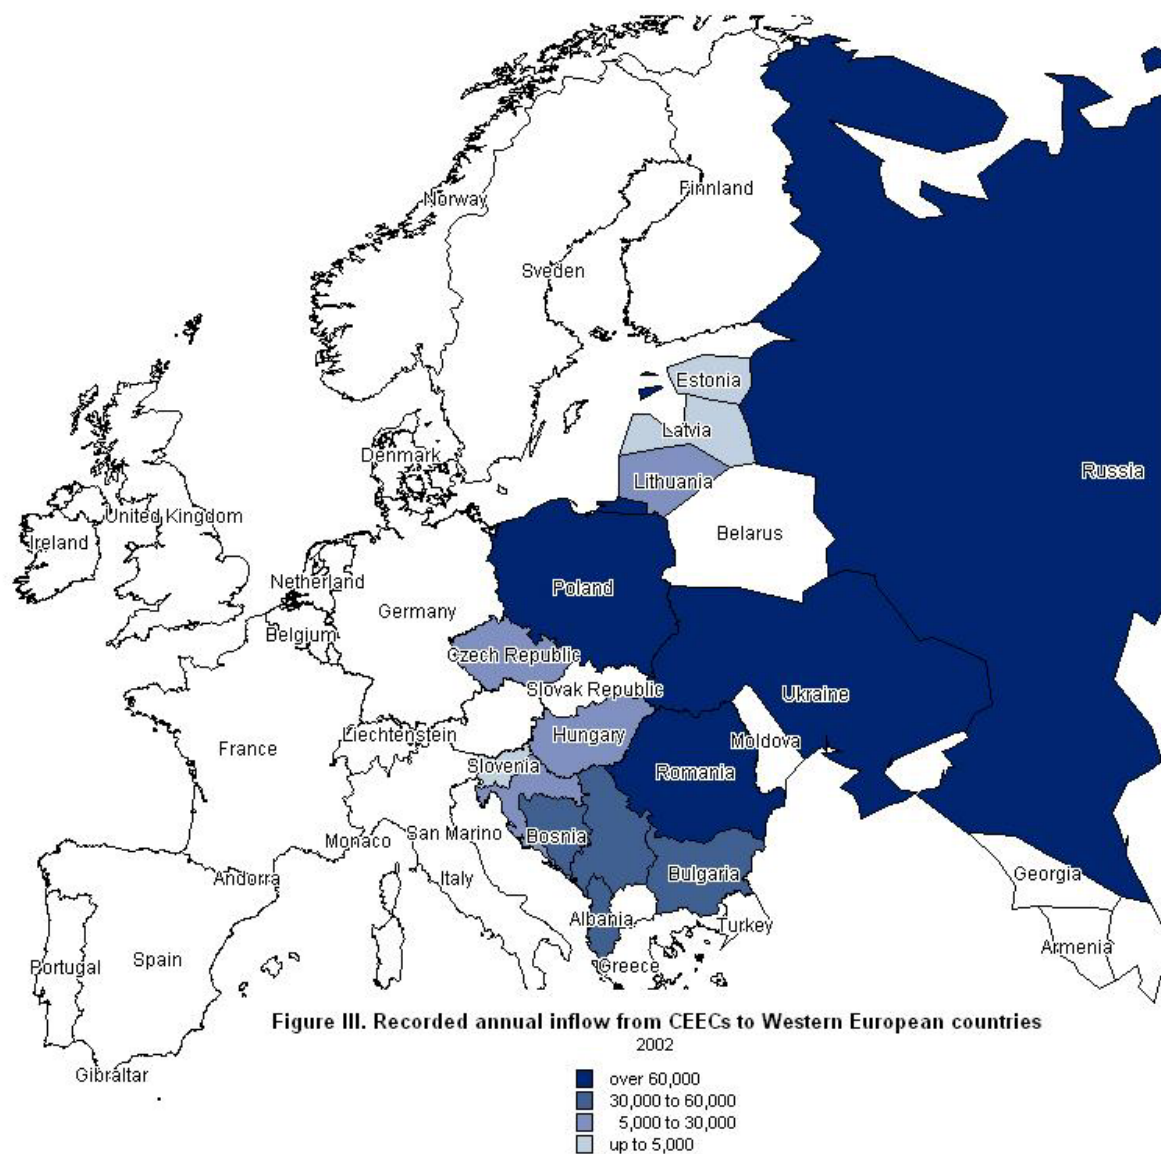 Norway
Finnland
Sveden
Estonia
Latvia
Denmark
Lithuania
Russia
United Kingdom
Ireland
Belarus
Netherland
Poland
Germany
Belgium
Czech Republic
Slovak Republic
Ukraine
Liechtenstein
Hungary
Moldova
France
Slovenia
Romania
Monaco
San Marino
Bosnia
Andorra
Italy
Bulgaria
Georgia
Albania
Turkey
Armenia
Portugal
Spain
Greece
Figure III. Recorded annual inflow from CEECs to Western European countries
2002
Gibraltar
over 60,000
30,000 to 60,000
5,000 to 30,000
up to 5,000